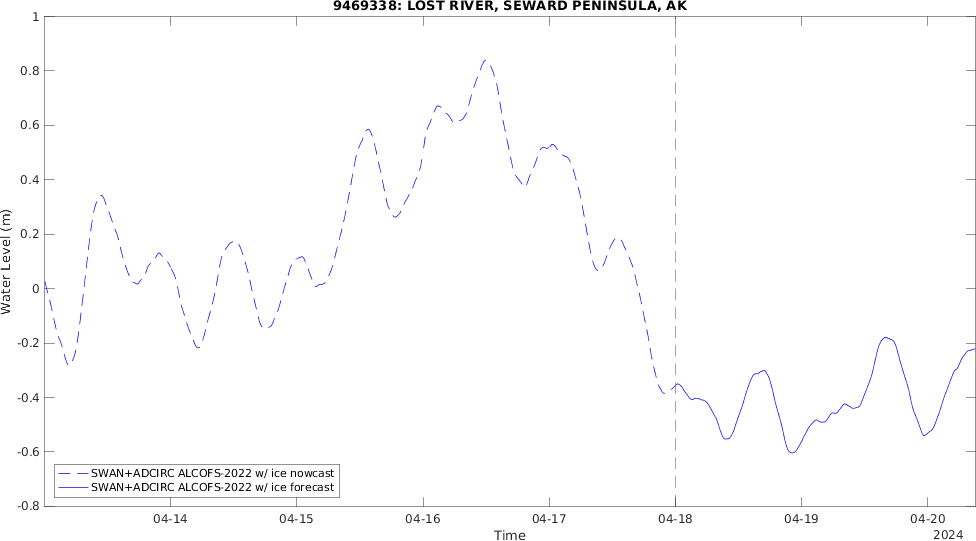 9469338: LOST RIVER, SEWARD PENINSULA, AK
Water Level (m)
1
0.8
0.6
0.4
0.2
0
-0.2
-0.4
-0.6
-0.8
SWAN+ADCIRC ALCOFS-2022 w/ ice nowcast
SWAN+ADCIRC ALCOFS-2022 w/ ice forecast
04-14 04-15 04-16 04-17 04-18 04-19 04-20
Time
2024